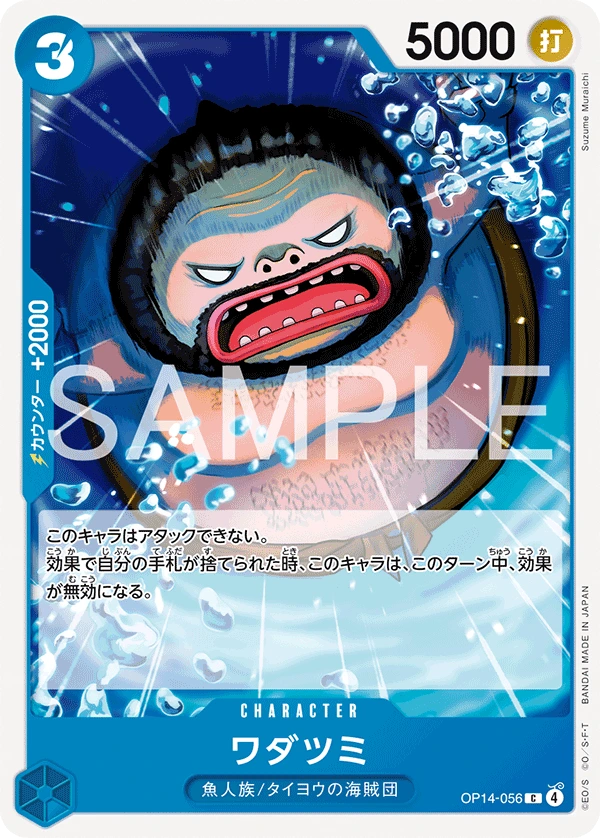 3
5000
打
Suzume Muraichi
カウンター +2000
SAMPLE
このキャラはアタックできない。
効果で自分の手札が捨てられた時、このキャラは、このターン中、効果
が無効になる。
CHARACTER
ワダツミ
魚人族/タイヨウの海賊団
OP14-056 C 4
©E/S ©O/S・F・T BANDAI MADE IN JAPAN